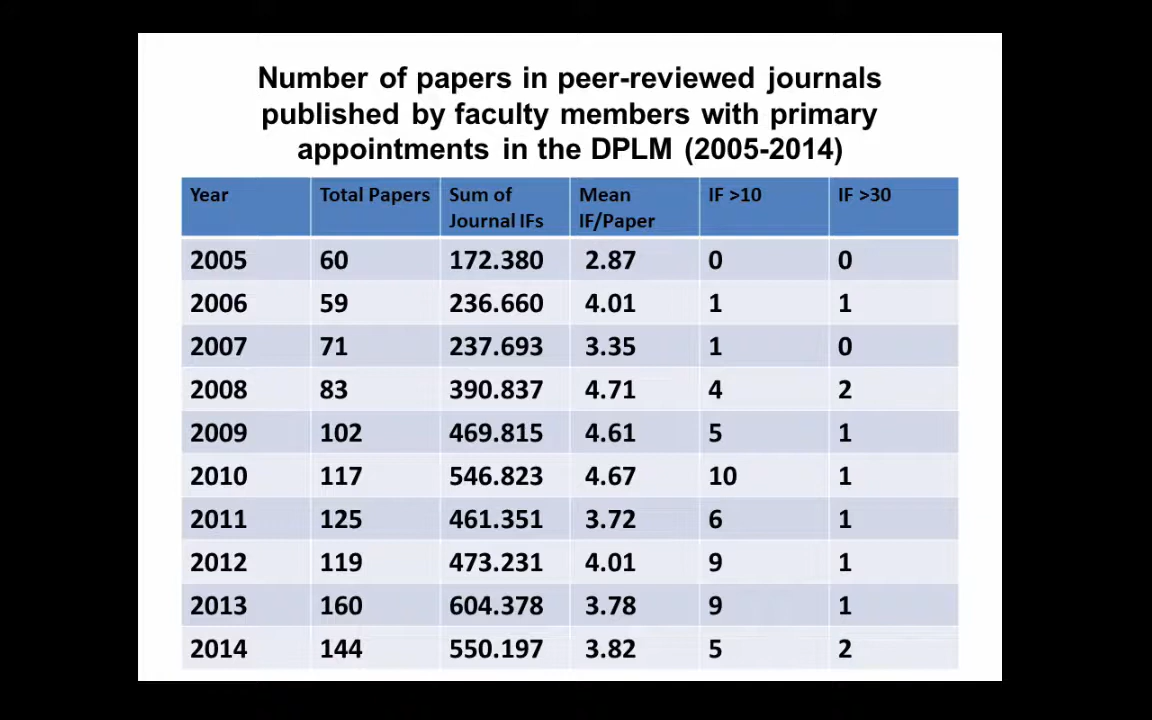 Number of papers in peer-reviewed journals
published by faculty members with primary
appointments in the DPLM (2005-2014)
Year Total Papers Sum of Journal IFs Mean IF/Paper IF >10 IF >30
2005 60 172.380 2.87 0 0
2006 59 236.660 4.01 1 1
2007 71 237.693 3.35 1 0
2008 83 390.837 4.71 4 2
2009 102 469.815 4.61 5 1
2010 117 546.823 4.67 10 1
2011 125 461.351 3.72 6 1
2012 119 473.231 4.01 9 1
2013 160 604.378 3.78 9 1
2014 144 550.197 3.82 5 2